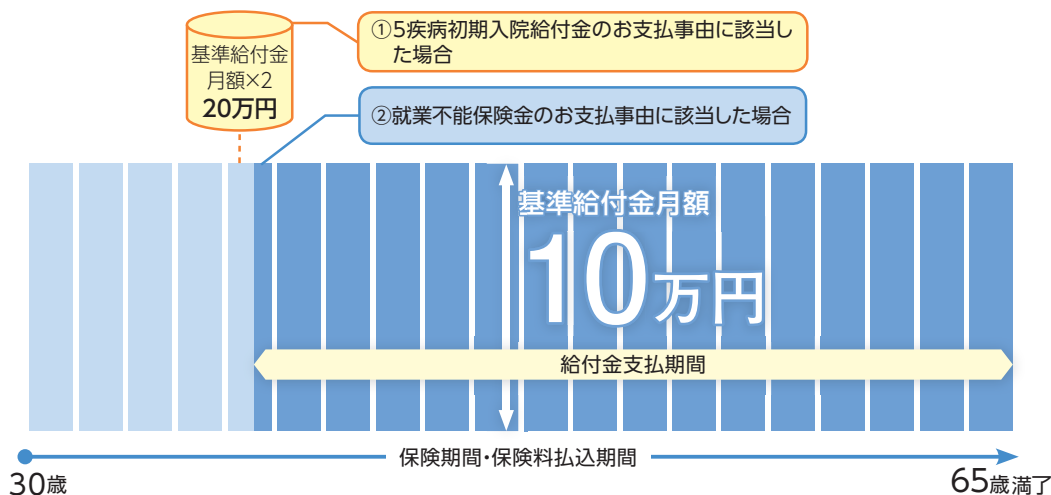 基準給付金
月額×2
20万円
①5疾病初期入院給付金のお支払事由に該当し
た場合
②就業不能保険金のお支払事由に該当した場合
基準給付金月額
10万円
給付金支払期間
保険期間・保険料払込期間
30歳
65歳満了